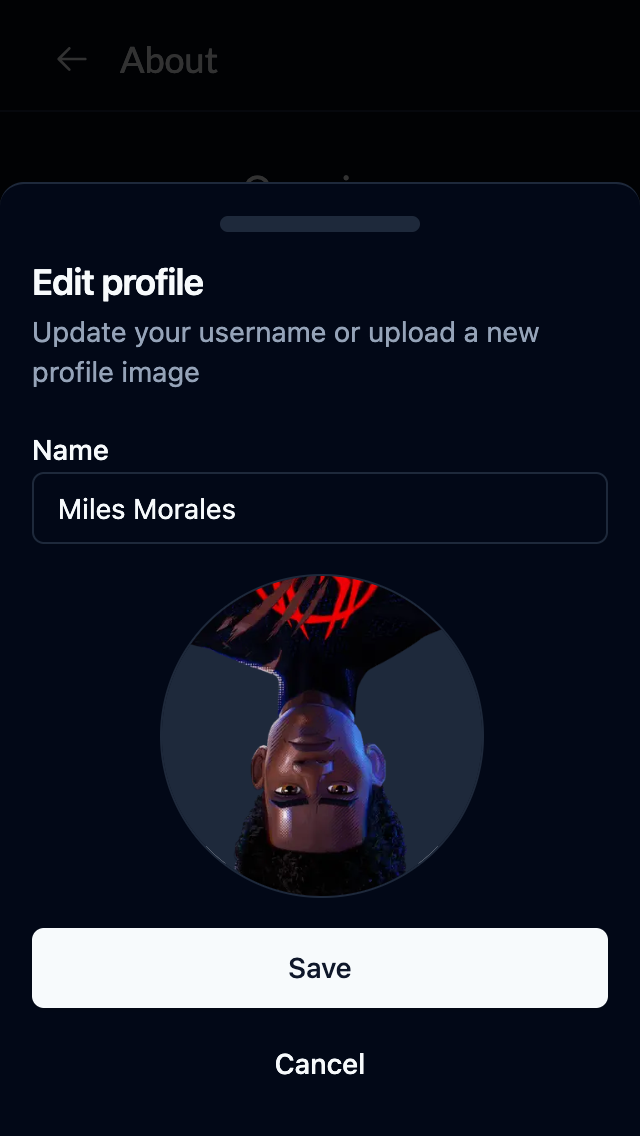 About
Edit profile
Update your username or upload a new
profile image
Name
Miles Morales
Save
Cancel